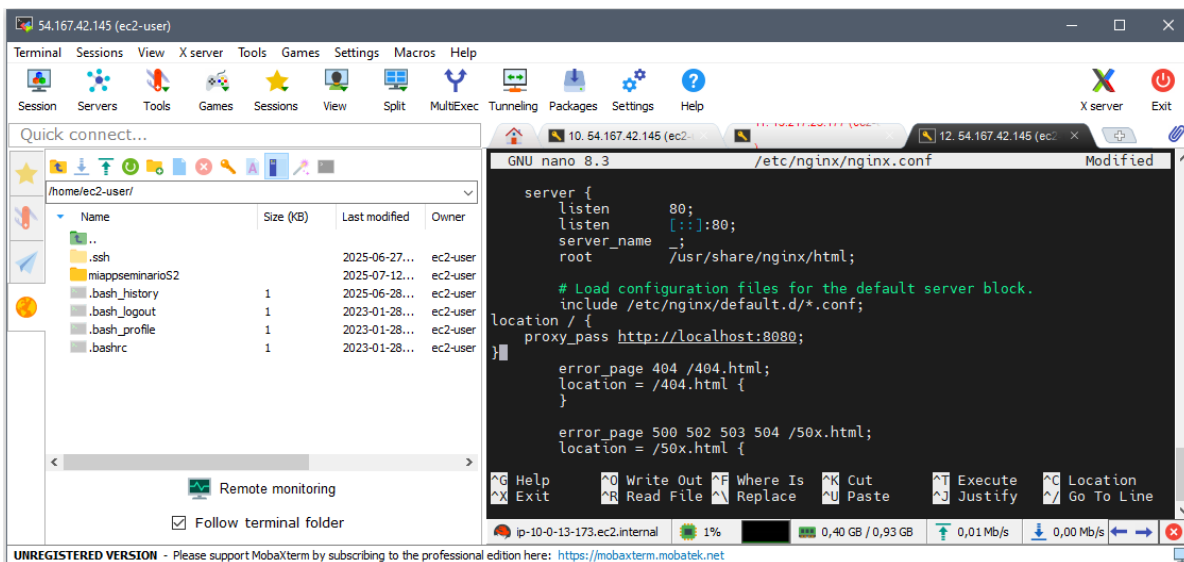 54.167.42.145 (ec2-user)
Terminal Sessions View X server Tools Games Settings Macros Help
Session Servers Tools Games Sessions View Split MultiExec Tunneling Packages Settings Help X server Exit
Quick connect...
10. 54.167.42.145 (ec2-
12. 54.167.42.145 (ec2
/home/ec2-user/
Name Size (KB) Last modified Owner
..
.ssh 2025-06-27... ec2-user
miappseminarioS2 2025-07-12... ec2-user
.bash_history 1 2025-06-28... ec2-user
.bash_logout 1 2023-01-28... ec2-user
.bash_profile 1 2023-01-28... ec2-user
.bashrc 1 2023-01-28... ec2-user
Remote monitoring
Follow terminal folder
GNU nano 8.3 /etc/nginx/nginx.conf Modified
server {
listen 80;
listen [::]:80;
server_name _;
root /usr/share/nginx/html;
# Load configuration files for the default server block.
include /etc/nginx/default.d/*.conf;
location / {
proxy_pass http://localhost:8080;
}
error_page 404 /404.html;
location = /404.html {
}
error_page 500 502 503 504 /50x.html;
location = /50x.html {
^G Help ^O Write Out ^F Where Is ^K Cut ^T Execute ^C Location
^X Exit ^R Read File ^\ Replace ^U Paste ^J Justify ^/ Go To Line
ip-10-0-13-173.ec2.internal 1% 0,40 GB / 0,93 GB 0,01 Mb/s 0,00 Mb/s
UNREGISTERED VERSION - Please support MobaXterm by subscribing to the professional edition here: https://mobaxterm.mobatek.net